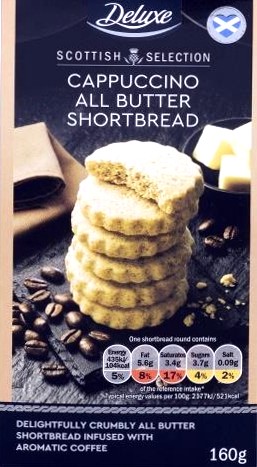 Deluxe
SCOTTISH SELECTION
CAPPUCCINO
ALL BUTTER
SHORTBREAD
One shortbread round contains
Energy 435kJ/ 104kcal 5%
Fat 5.6g 8%
Saturates 3.4g 17%
Sugars 3.7g 4%
Salt 0.09g 2%
of the reference intake*
Typical energy values per 100g: 2177kJ/521kcal
DELIGHTFULLY CRUMBLY ALL BUTTER
SHORTBREAD INFUSED WITH
AROMATIC COFFEE
160g